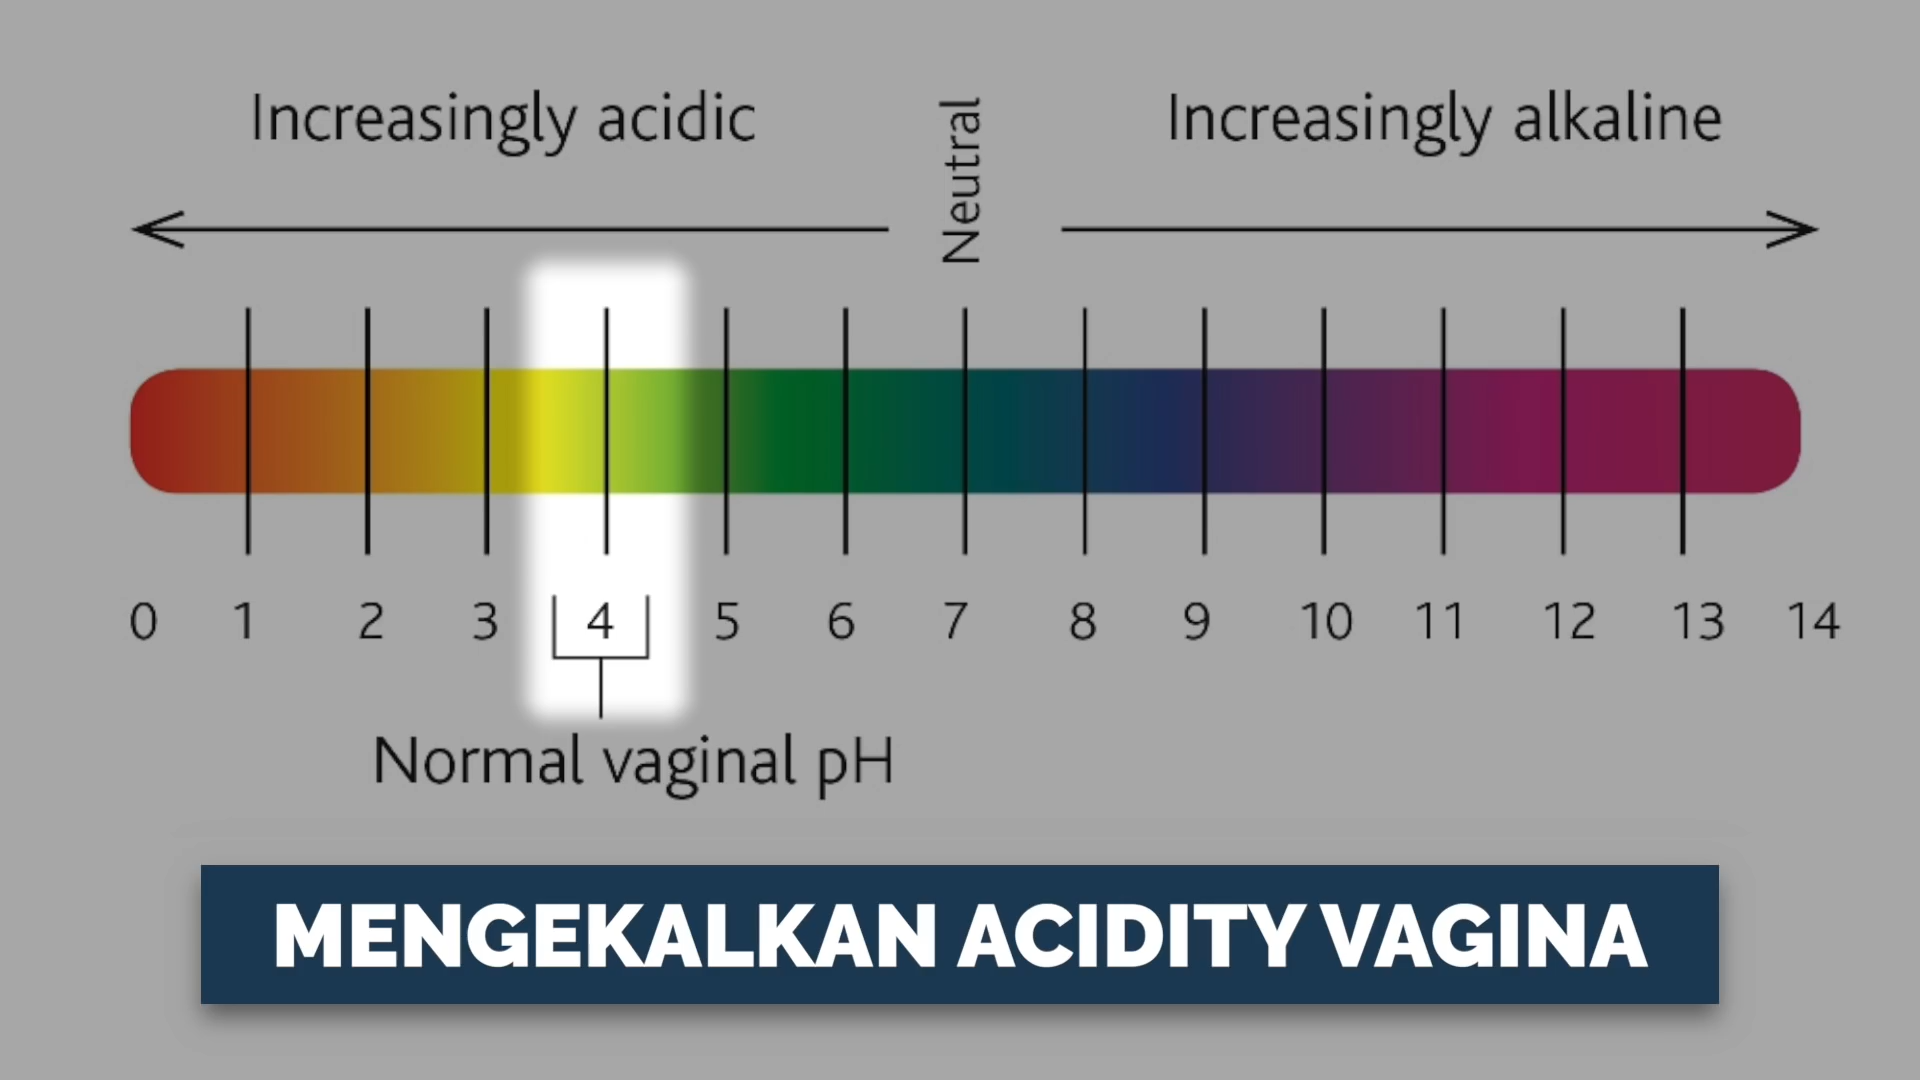 Increasingly acidic
Neutral
Increasingly alkaline
0 1 2 3 4 5 6 7 8 9 10 11 12 13 14
Normal vaginal pH
MENGEKALKAN ACIDITY VAGINA